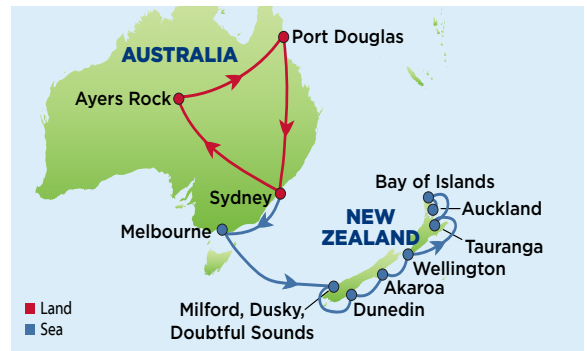 Port Douglas
AUSTRALIA
Ayers Rock
Sydney
Melbourne
Bay of Islands
Auckland
NEW
ZEALAND
Tauranga
Wellington
Akaroa
Milford, Dusky,
Doubtful Sounds
Dunedin
Land
Sea